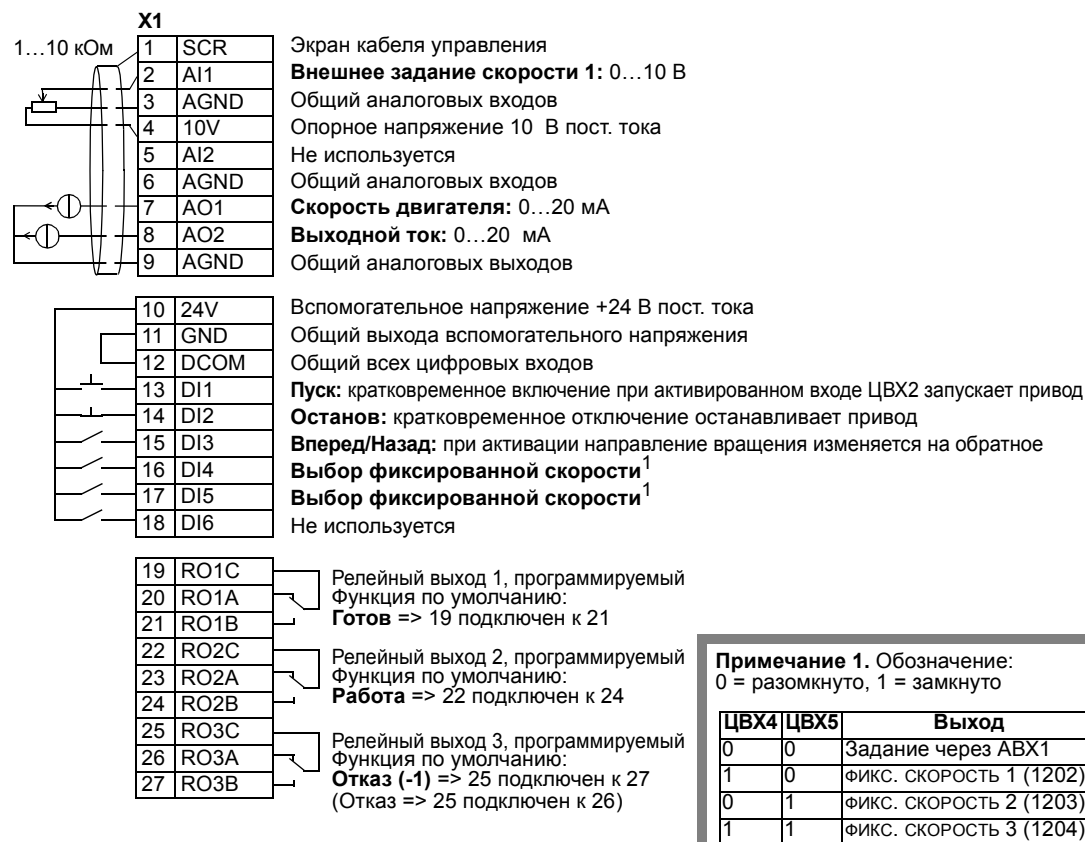 X1
1…10 кОм
1 SCR Экран кабеля управления
2 AI1 Внешнее задание скорости 1: 0…10 В
3 AGND Общий аналоговых входов
4 10V Опорное напряжение 10 В пост. тока
5 AI2 Не используется
6 AGND Общий аналоговых входов
7 AO1 Скорость двигателя: 0…20 мА
8 AO2 Выходной ток: 0…20 мА
9 AGND Общий аналоговых выходов
10 24V Вспомогательное напряжение +24 В пост. тока
11 GND Общий выхода вспомогательного напряжения
12 DCOM Общий всех цифровых входов
13 DI1 Пуск: кратковременное включение при активированном входе ЦВХ2 запускает привод
14 DI2 Останов: кратковременное отключение останавливает привод
15 DI3 Вперед/Назад: при активации направление вращения изменяется на обратное
16 DI4 Выбор фиксированной скорости1
17 DI5 Выбор фиксированной скорости1
18 DI6 Не используется
19 RO1C
20 RO1A
21 RO1B
Релейный выход 1, программируемый
Функция по умолчанию:
Готов => 19 подключен к 21
22 RO2C
23 RO2A
24 RO2B
Релейный выход 2, программируемый
Функция по умолчанию:
Работа => 22 подключен к 24
25 RO3C
26 RO3A
27 RO3B
Релейный выход 3, программируемый
Функция по умолчанию:
Отказ (-1) => 25 подключен к 27
(Отказ => 25 подключен к 26)
Примечание 1. Обозначение:
0 = разомкнуто, 1 = замкнуто
ЦВХ4 ЦВХ5 Выход
0 0 Задание через АВХ1
1 0 ФИКС. СКОРОСТЬ 1 (1202)
0 1 ФИКС. СКОРОСТЬ 2 (1203)
1 1 ФИКС. СКОРОСТЬ 3 (1204)